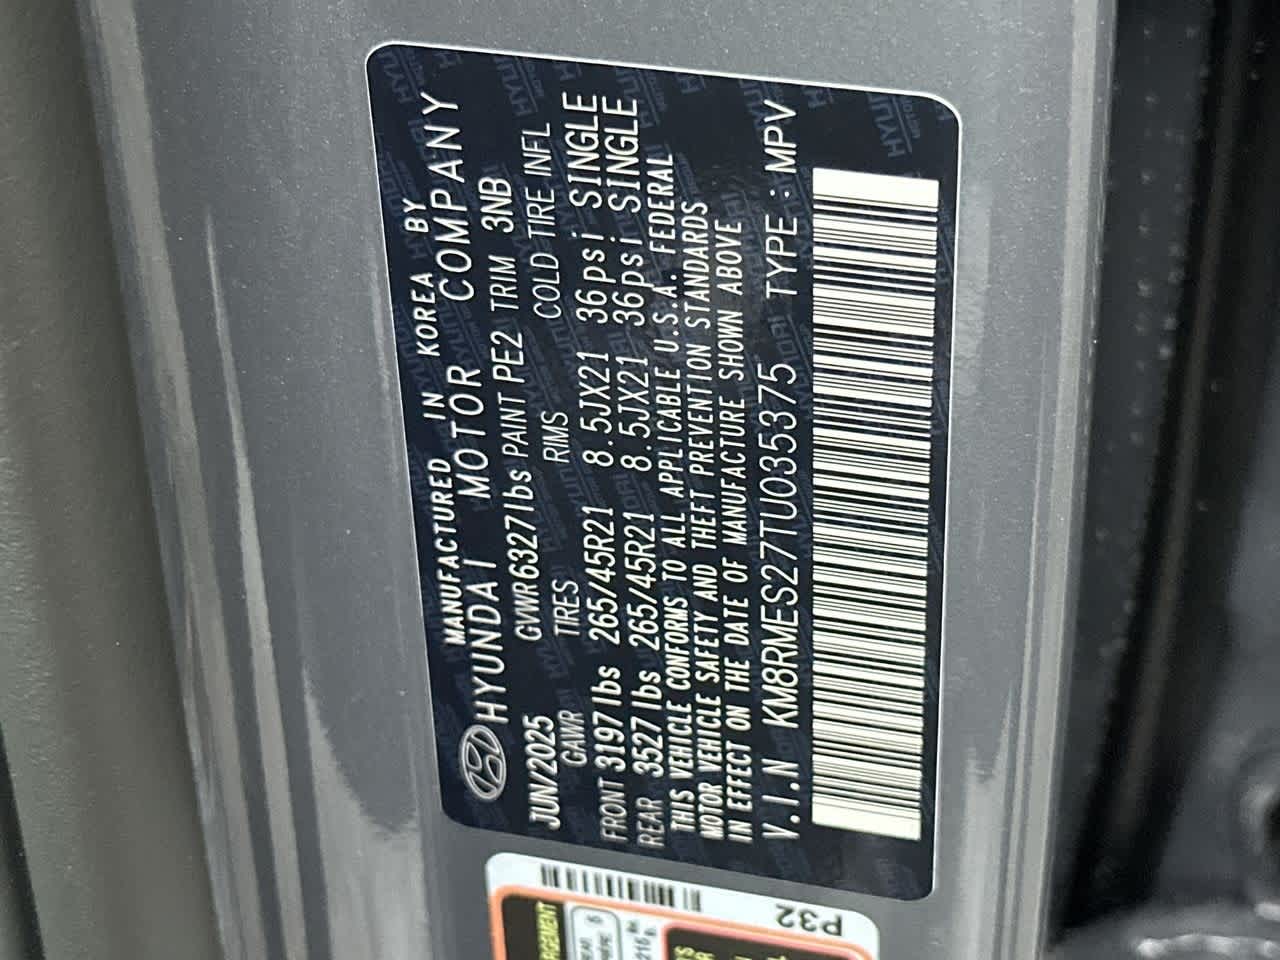 MANUFACTURED IN KOREA BY
HYUNDAI MOTOR COMPANY
JUN/2025 GVWR6327lbs PAINT PE2 TRIM 3NB
GAWR TIRES RIMS COLD TIRE INFL
FRONT 3197lbs 265/45R21 8.5JX21 36psi SINGLE
REAR 3527lbs 265/45R21 8.5JX21 36psi SINGLE
THIS VEHICLE CONFORMS TO ALL APPLICABLE U.S.A. FEDERAL
MOTOR VEHICLE SAFETY AND THEFT PREVENTION STANDARDS
IN EFFECT ON THE DATE OF MANUFACTURE SHOWN ABOVE
V.I.N KM8RMES27TU035375 TYPE : MPV
P32